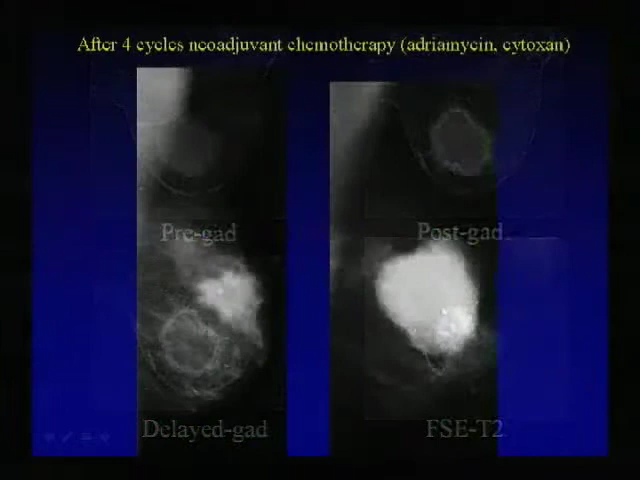 After 4 cycles neoadjuvant chemotherapy (adriamycin, cytoxan)
Pre-gad
Post-gad
Delayed-gad
FSE-T2